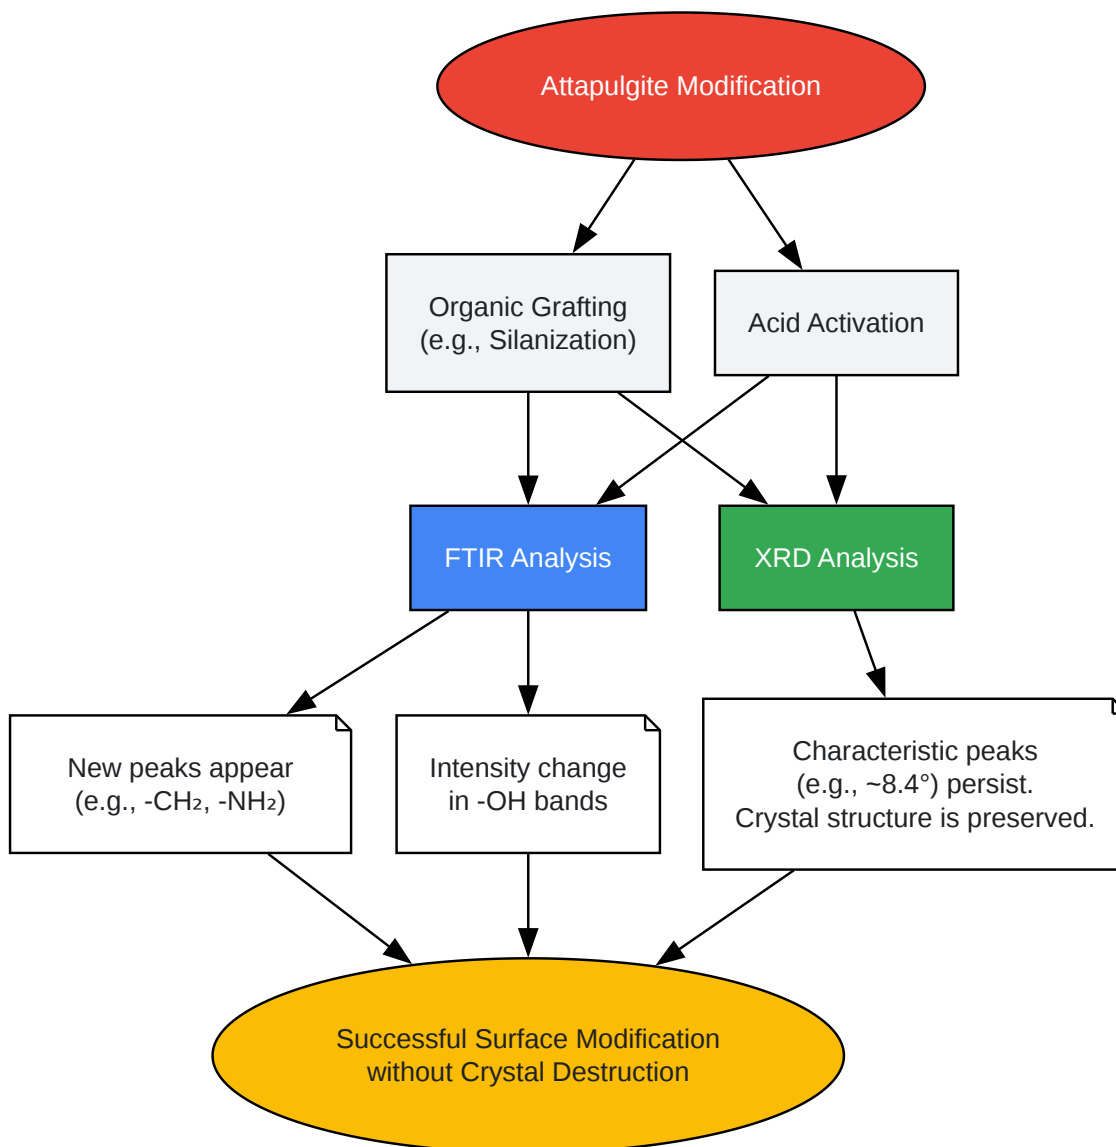 Attapulgite Modification
Organic Grafting
(e.g., Silanization)
Acid Activation
FTIR Analysis
XRD Analysis
New peaks appear
(e.g., -CH₂, -NH₂)
Intensity change
in -OH bands
Characteristic peaks
(e.g., ~8.4°) persist.
Crystal structure is preserved.
Successful Surface Modification
without Crystal Destruction